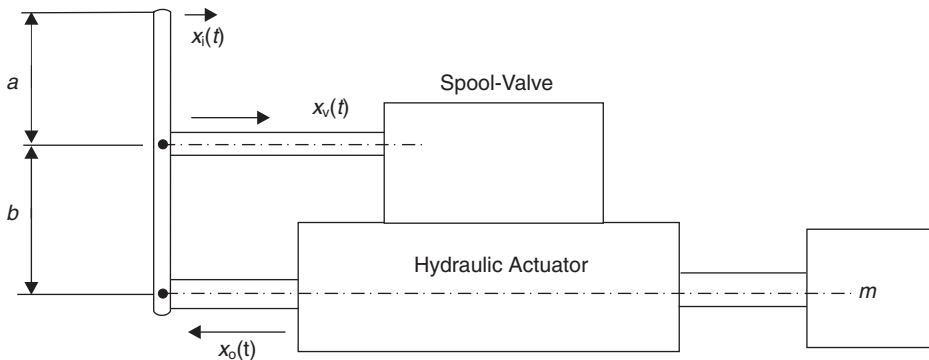 xi(t)
a
Spool-Valve
xv(t)
b
Hydraulic Actuator
m
xo(t)